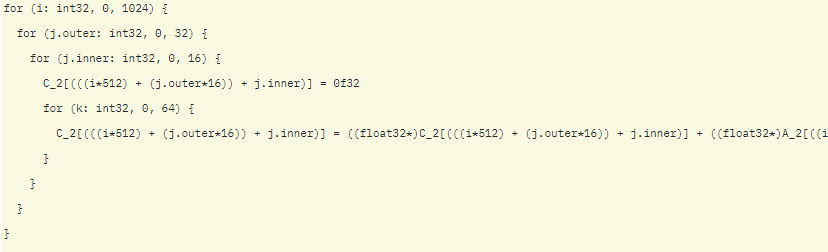 for (i: int32, 0, 1024) {
for (j.outer: int32, 0, 32) {
for (j.inner: int32, 0, 16) {
C_2[(((i*512) + (j.outer*16)) + j.inner)] = 0f32
for (k: int32, 0, 64) {
C_2[(((i*512) + (j.outer*16)) + j.inner)] = ((float32*)C_2[(((i*512) + (j.outer*16)) + j.inner)] + ((float32*)A_2[((i
}
}
}
}